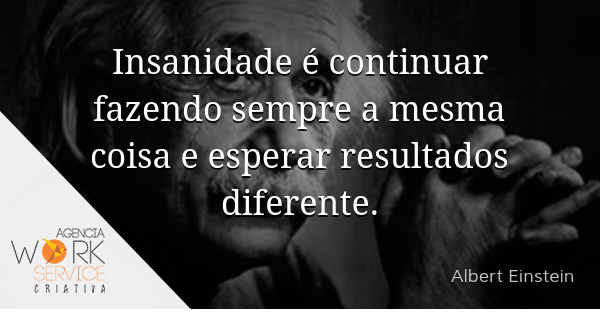 Insanidade é continuar
fazendo sempre a mesma
coisa e esperar resultados
diferente.
AGENCIA
WORK
SERVICE
CRIATIVA
Albert Einstein